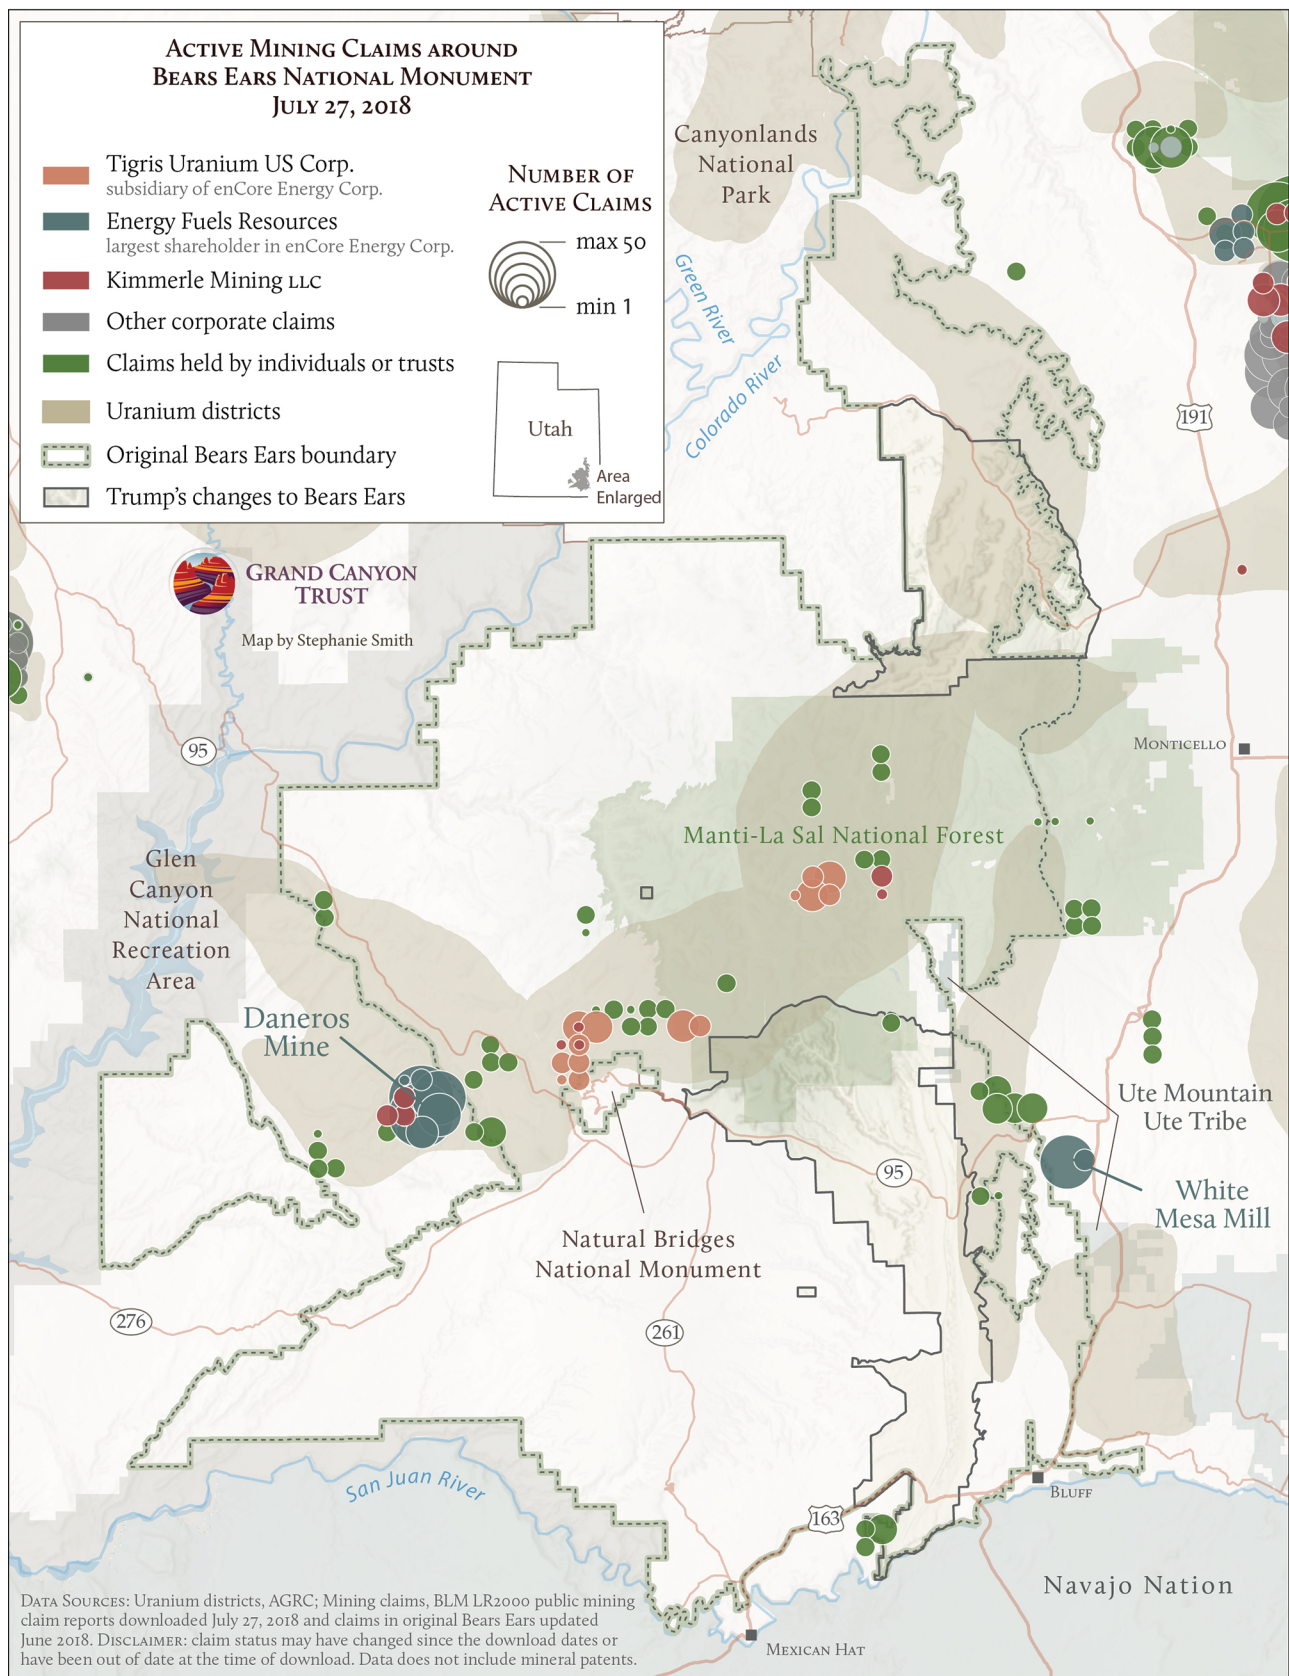 Active Mining Claims around
Bears Ears National Monument
July 27, 2018
Tigris Uranium US Corp.
subsidiary of enCore Energy Corp.
Energy Fuels Resources
largest shareholder in enCore Energy Corp.
Kimmerle Mining LLC
Other corporate claims
Claims held by individuals or trusts
Uranium districts
Original Bears Ears boundary
Trump's changes to Bears Ears
Number of
Active Claims
max 50
min 1
Utah
Area
Enlarged
Canyonlands
National
Park
Green River
Colorado River
191
Grand Canyon
Trust
Map by Stephanie Smith
95
Monticello
Manti-La Sal National Forest
Glen
Canyon
National
Recreation
Area
Daneros
Mine
Ute Mountain
Ute Tribe
95
White
Mesa Mill
Natural Bridges
National Monument
276
261
San Juan River
Bluff
163
Navajo Nation
Mexican Hat
Data Sources: Uranium districts, AGRC; Mining claims, BLM LR2000 public mining
claim reports downloaded July 27, 2018 and claims in original Bears Ears updated
June 2018. Disclaimer: claim status may have changed since the download dates or
have been out of date at the time of download. Data does not include mineral patents.